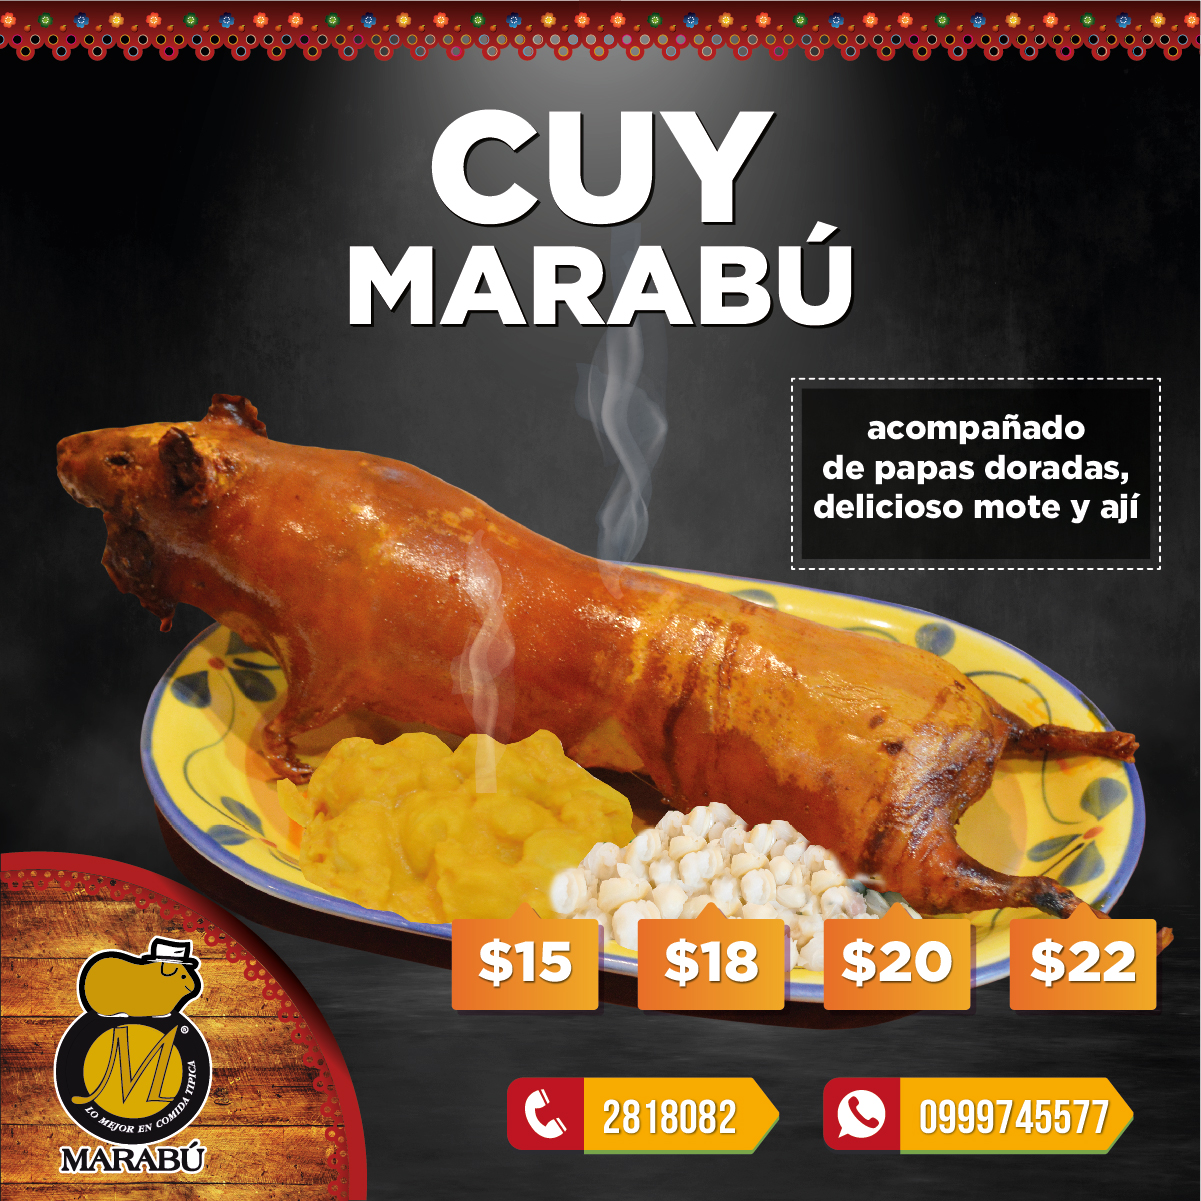 CUY
MARABÚ
acompañado
de papas doradas,
delicioso mote y ají
$15 $18 $20 $22
2818082 0999745577
M®
LO MEJOR EN COMIDA TIPICA
MARABÚ